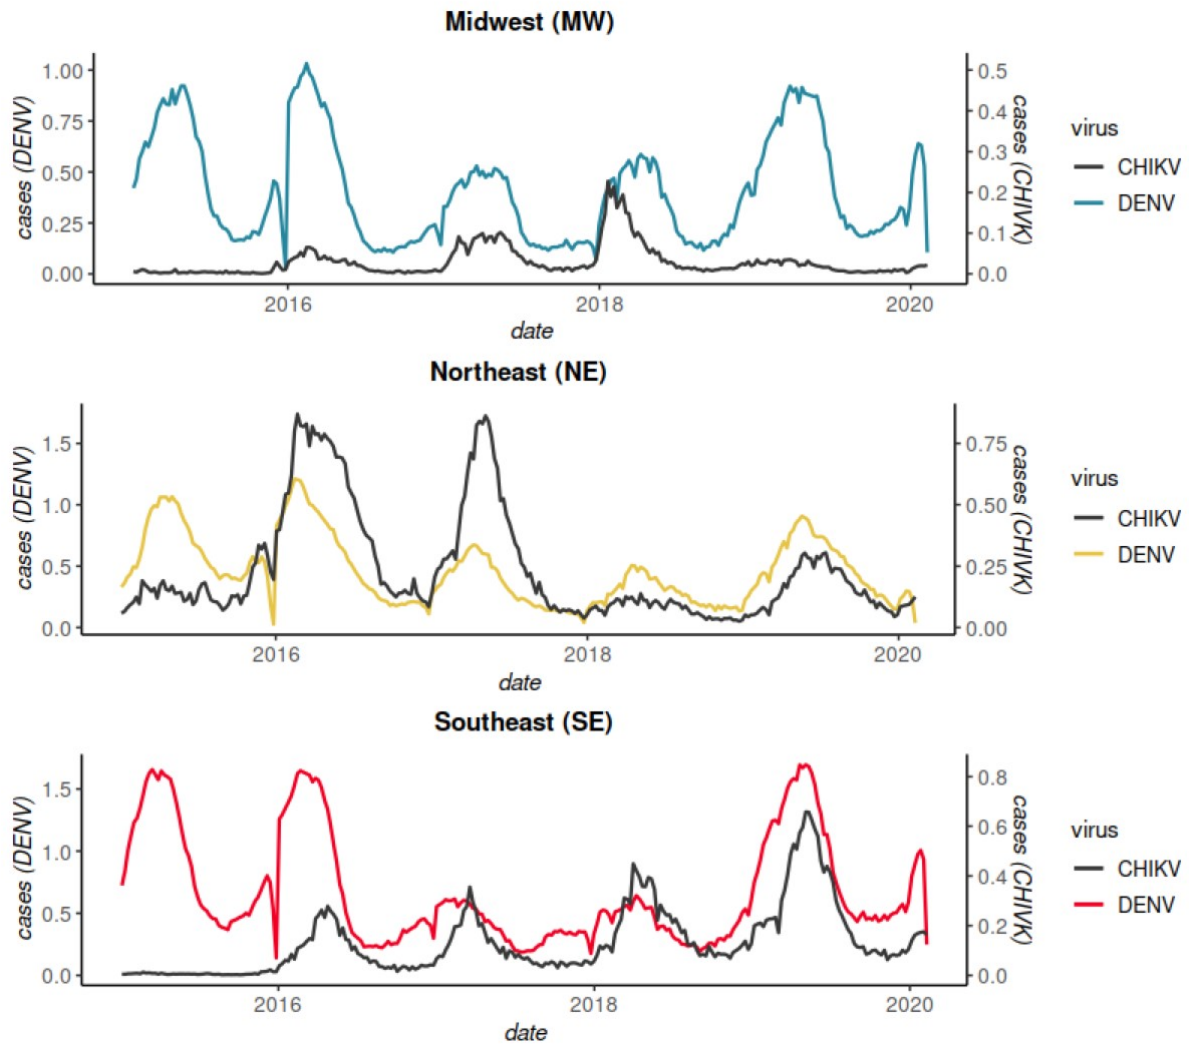 Midwest (MW)
1.00
0.75
0.50
0.25
0.00
cases (DENV)
0.5
0.4
0.3
0.2
0.1
0.0
cases (CHIVK)
2016
2018
2020
date
virus
CHIKV
DENV
Northeast (NE)
1.5
1.0
0.5
0.0
cases (DENV)
0.75
0.50
0.25
0.00
cases (CHIVK)
2016
2018
2020
date
virus
CHIKV
DENV
Southeast (SE)
1.5
1.0
0.5
0.0
cases (DENV)
0.8
0.6
0.4
0.2
0.0
cases (CHIVK)
2016
2018
2020
date
virus
CHIKV
DENV